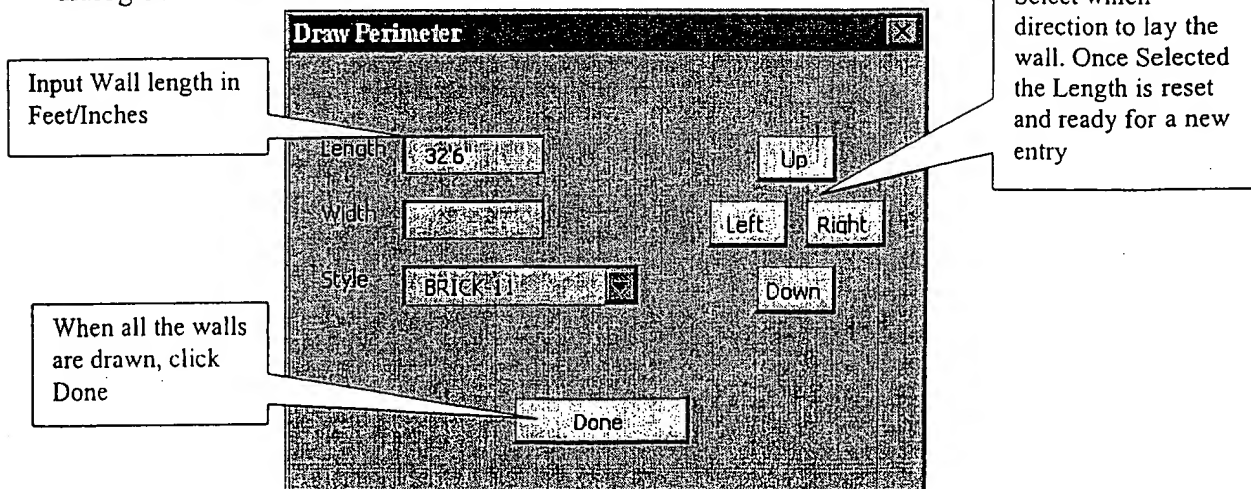 Draw Perimeter
direction to lay the
wall. Once Selected
the Length is reset
and ready for a new
entry
Input Wall length in
Feet/Inches
Length 32'6"
Up
Width
Left Right
Style BRICK-11
Down
When all the walls
are drawn, click
Done
Done